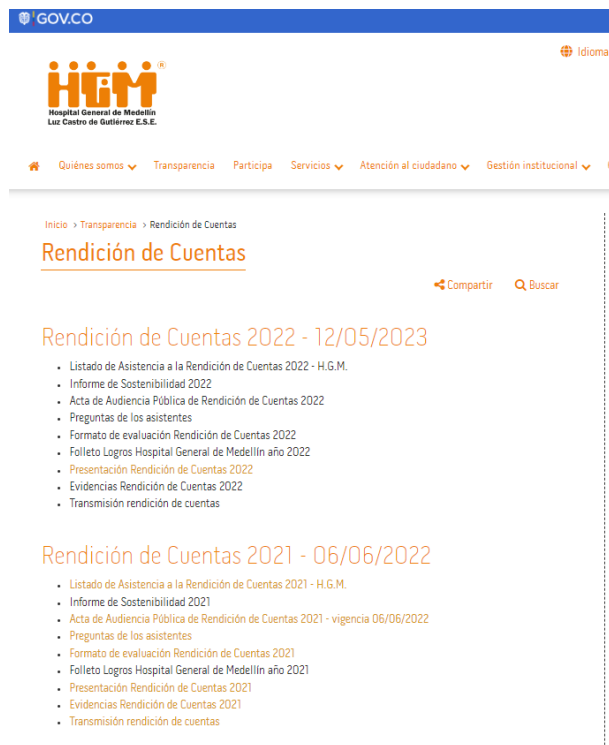 GOV.CO
Idioma
HGM®
Hospital General de Medellín
Luz Castro de Gutiérrez E.S.E.
Quiénes somos Transparencia Participa Servicios Atención al ciudadano Gestión institucional
Inicio > Transparencia > Rendición de Cuentas
Rendición de Cuentas
Compartir Buscar
Rendición de Cuentas 2022 - 12/05/2023
• Listado de Asistencia a la Rendición de Cuentas 2022 - H.G.M.
• Informe de Sostenibilidad 2022
• Acta de Audiencia Pública de Rendición de Cuentas 2022
• Preguntas de los asistentes
• Formato de evaluación Rendición de Cuentas 2022
• Folleto Logros Hospital General de Medellín año 2022
• Presentación Rendición de Cuentas 2022
• Evidencias Rendición de Cuentas 2022
• Transmisión rendición de cuentas
Rendición de Cuentas 2021 - 06/06/2022
• Listado de Asistencia a la Rendición de Cuentas 2021 - H.G.M.
• Informe de Sostenibilidad 2021
• Acta de Audiencia Pública de Rendición de Cuentas 2021 - vigencia 06/06/2022
• Preguntas de los asistentes
• Formato de evaluación Rendición de Cuentas 2021
• Folleto Logros Hospital General de Medellín año 2021
• Presentación Rendición de Cuentas 2021
• Evidencias Rendición de Cuentas 2021
• Transmisión rendición de cuentas